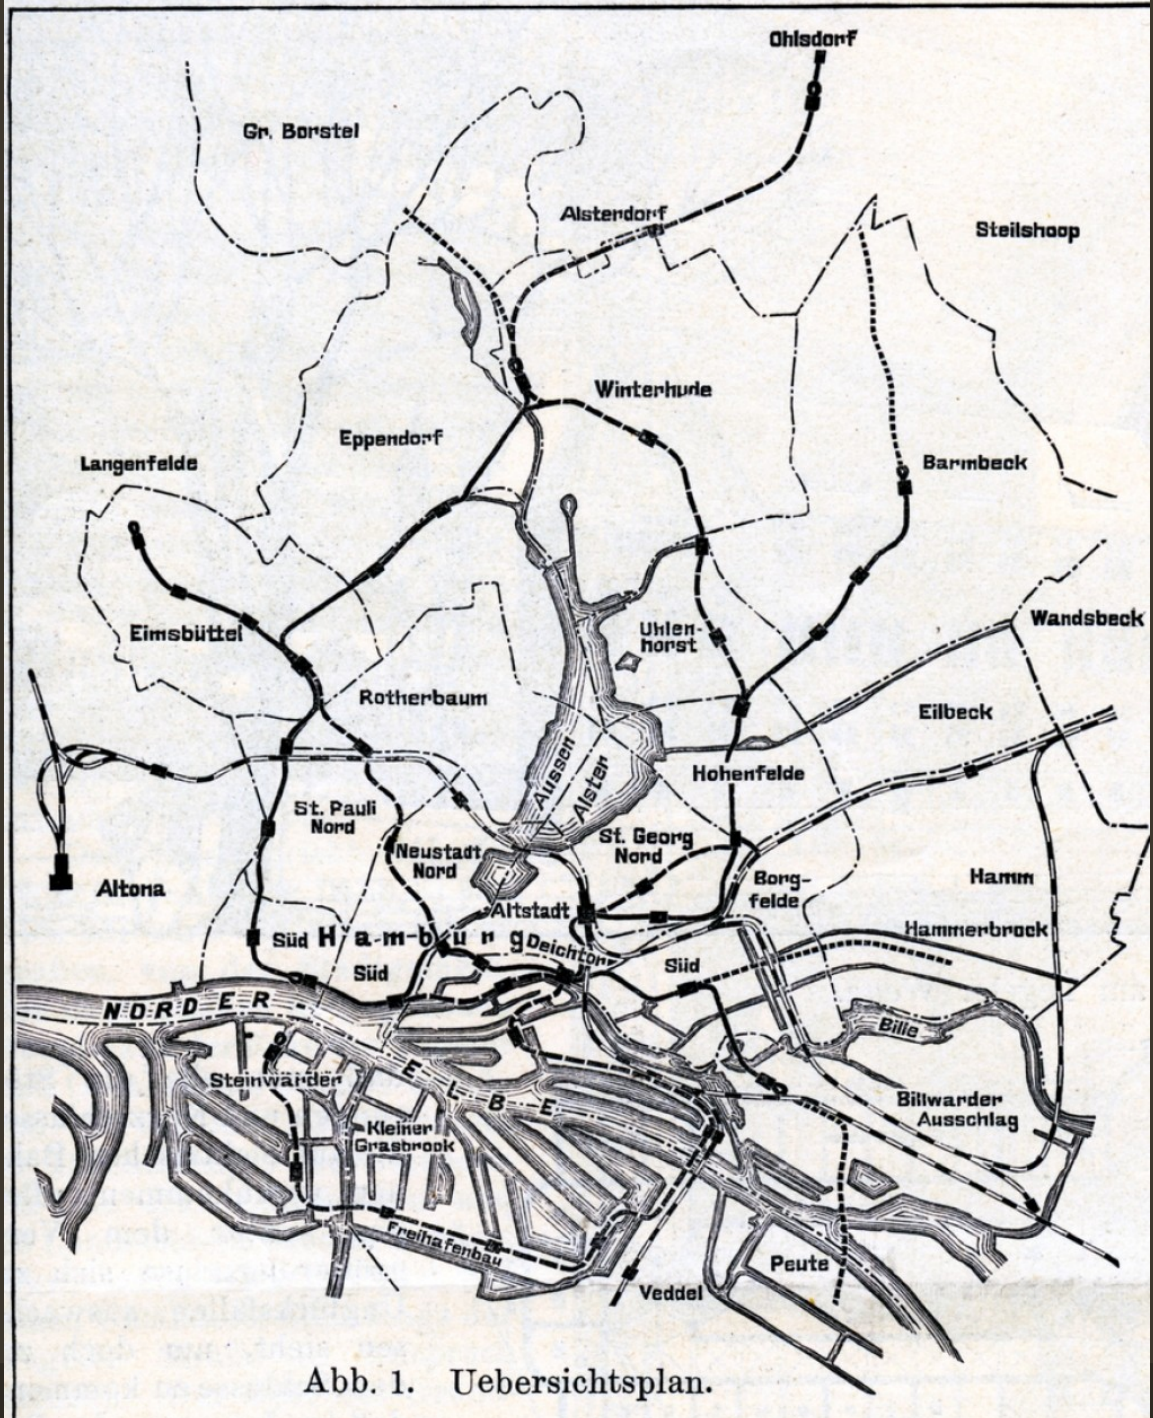 Ohlsdorf
Gr. Borstel
Alsterdorf
Steilshoop
Winterhude
Eppendorf
Langenfelde
Barmbeck
Eimsbüttel
Uhlen-
horst
Wandsbeck
Rotherbaum
Eilbeck
Aussen
Alster
Hohenfelde
St. Pauli
Nord
St. Georg
Nord
Neustadt
Nord
Altona
Borg-
felde
Hamm
Altstadt
Hammerbrook
Süd
Hamburg
Deichtor
Süd
Süd
NORDER
ELBE
Bille
Steinwärder
Billwärder
Ausschlag
Kleiner
Grasbrook
Freihafenbau
Peute
Veddel
Abb. 1. Uebersichtsplan.